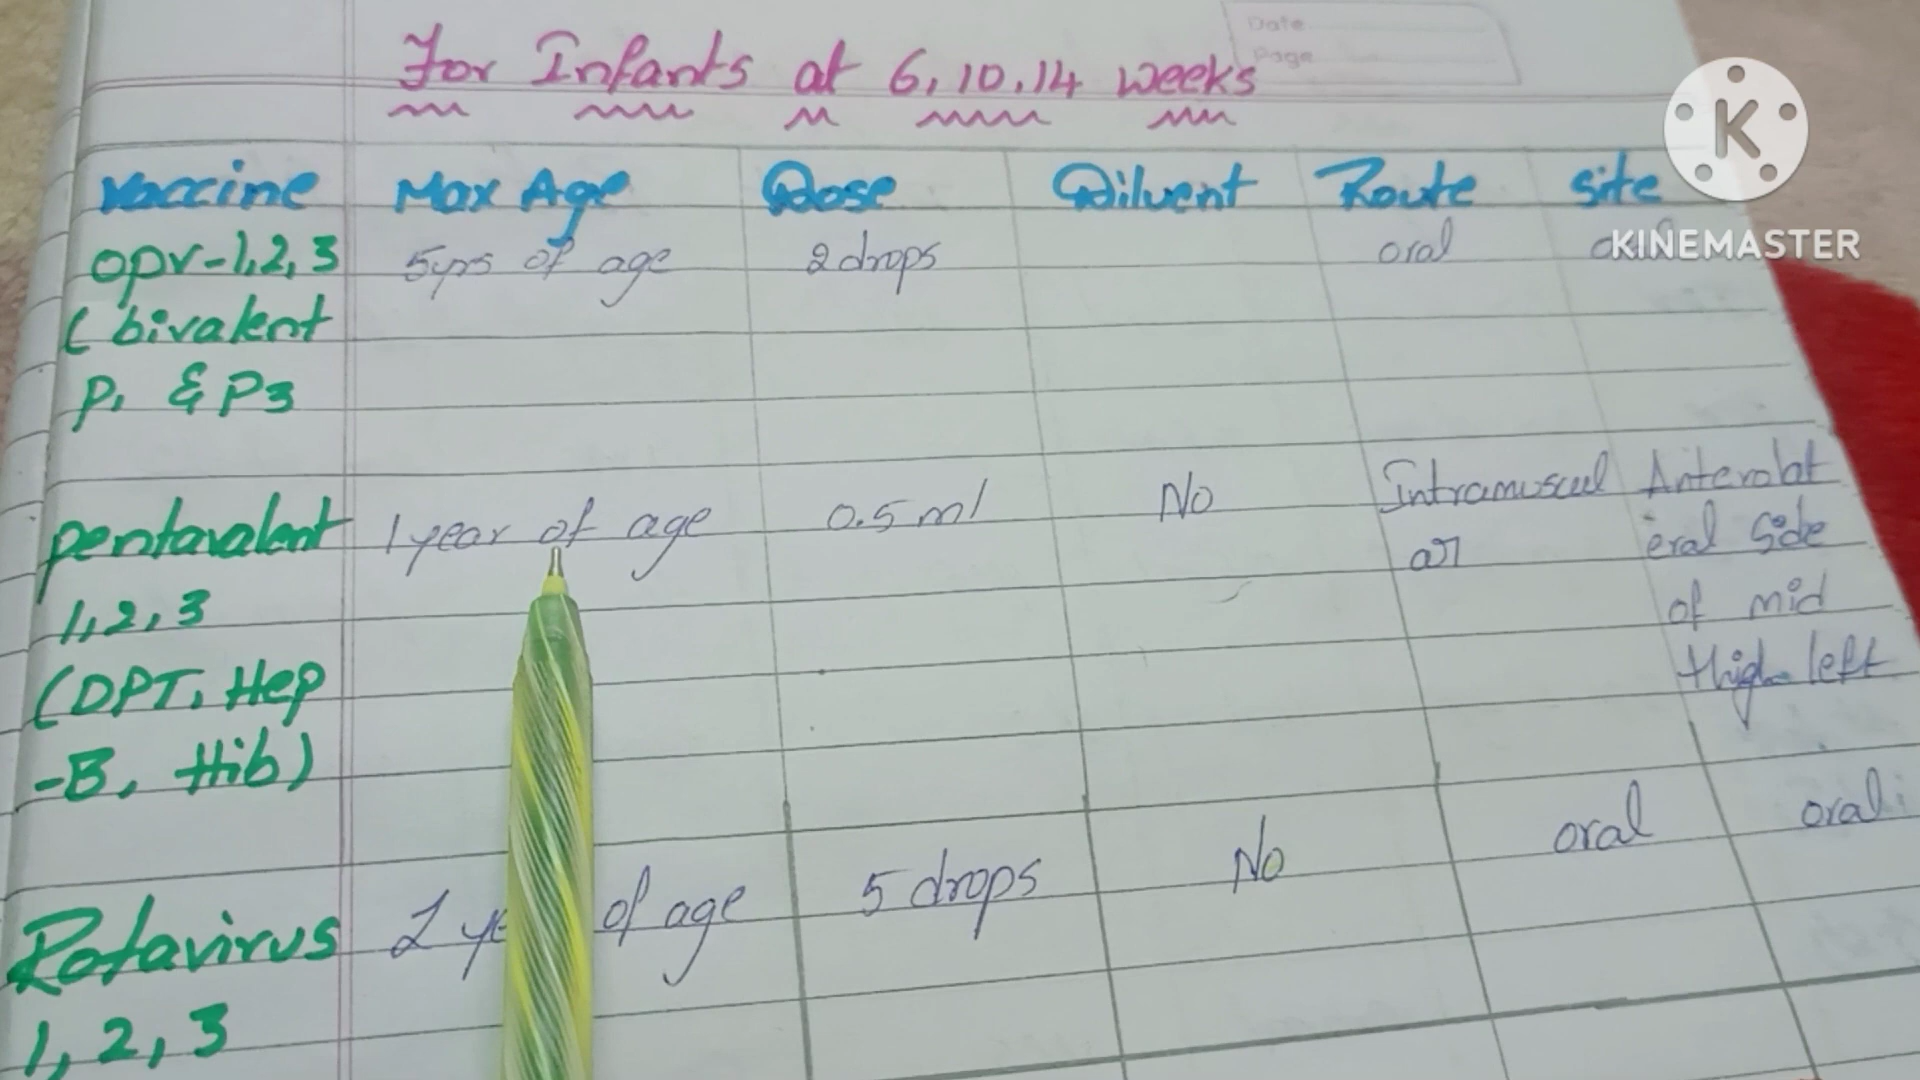 Date
Page
For Infants at 6, 10, 14 weeks
Vaccine Max Age Dose Diluent Route Site
OPV-1,2,3 5yrs of age 2 drops oral
(bivalent
P1 & P3
Pentavalent 1 year of age 0.5 ml No Intramuscul Anterolat
ar eral side
1,2,3 of mid
(DPT, Hep thigh left
-B, Hib)
Rotavirus 1 of age 5 drops No oral oral
1, 2, 3
K
KINEMASTER